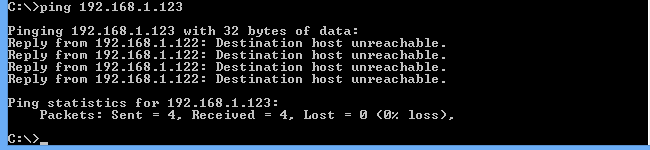 C:\>ping 192.168.1.123
Pinging 192.168.1.123 with 32 bytes of data:
Reply from 192.168.1.122: Destination host unreachable.
Reply from 192.168.1.122: Destination host unreachable.
Reply from 192.168.1.122: Destination host unreachable.
Reply from 192.168.1.122: Destination host unreachable.
Ping statistics for 192.168.1.123:
    Packets: Sent = 4, Received = 4, Lost = 0 (0% loss),
C:\>_